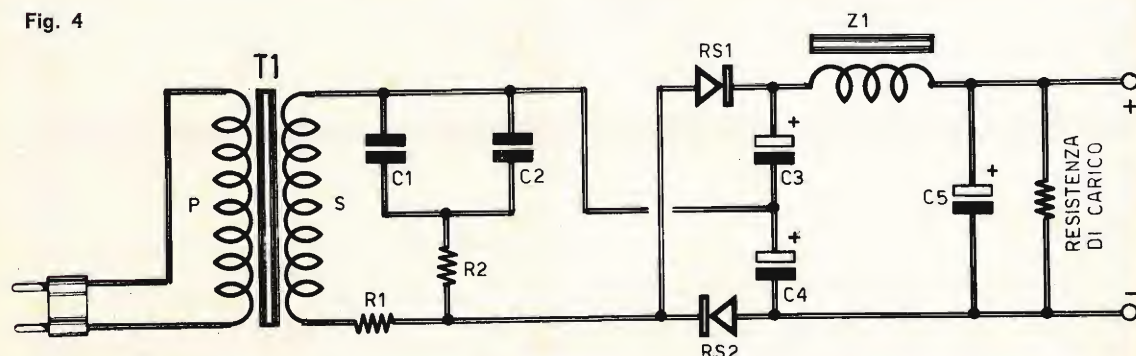 Fig. 4
T1
P
S
C1
C2
R1
R2
RS1
RS2
C3
+
C4
+
Z1
C5
+
RESISTENZA
DI CARICO
+
-